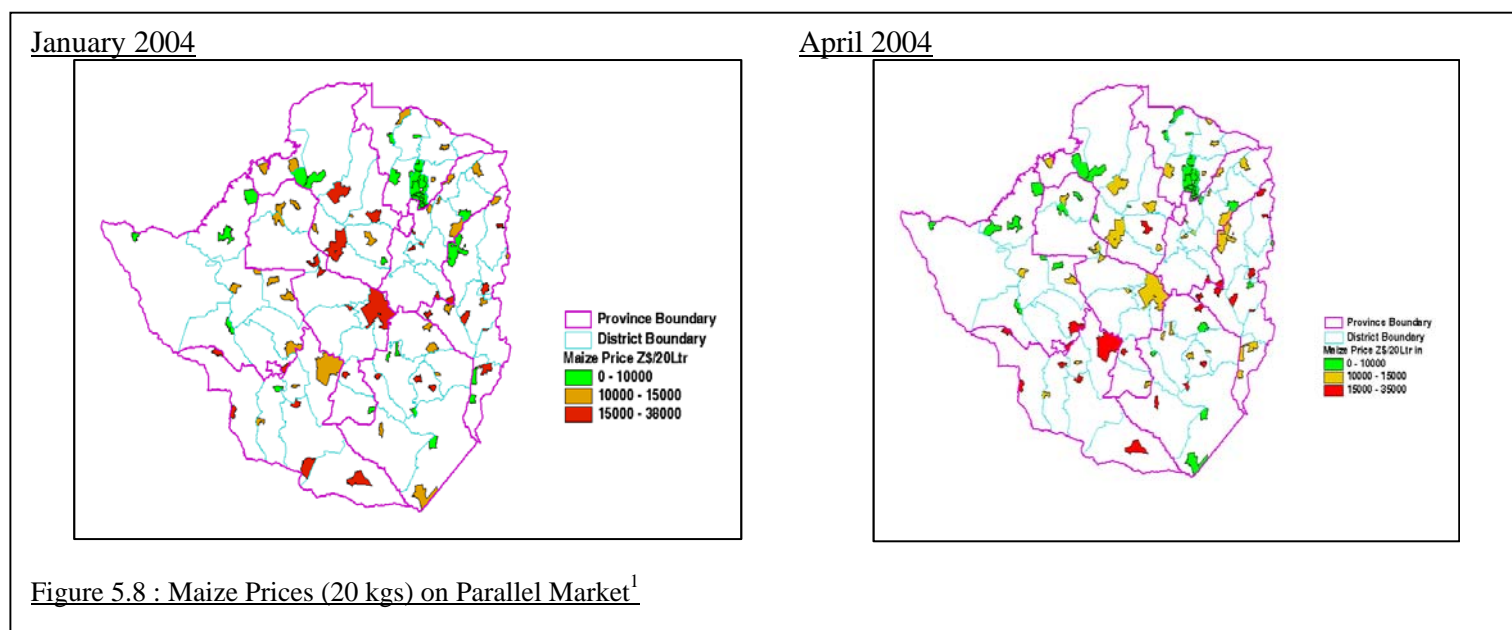 January 2004
April 2004
Province Boundary
District Boundary
Maize Price Z$/20Ltr
0 - 10000
10000 - 15000
15000 - 38000
Province Boundary
District Boundary
Maize Price Z$/20Ltr in
0 - 10000
10000 - 15000
15000 - 35000
Figure 5.8 : Maize Prices (20 kgs) on Parallel Market1